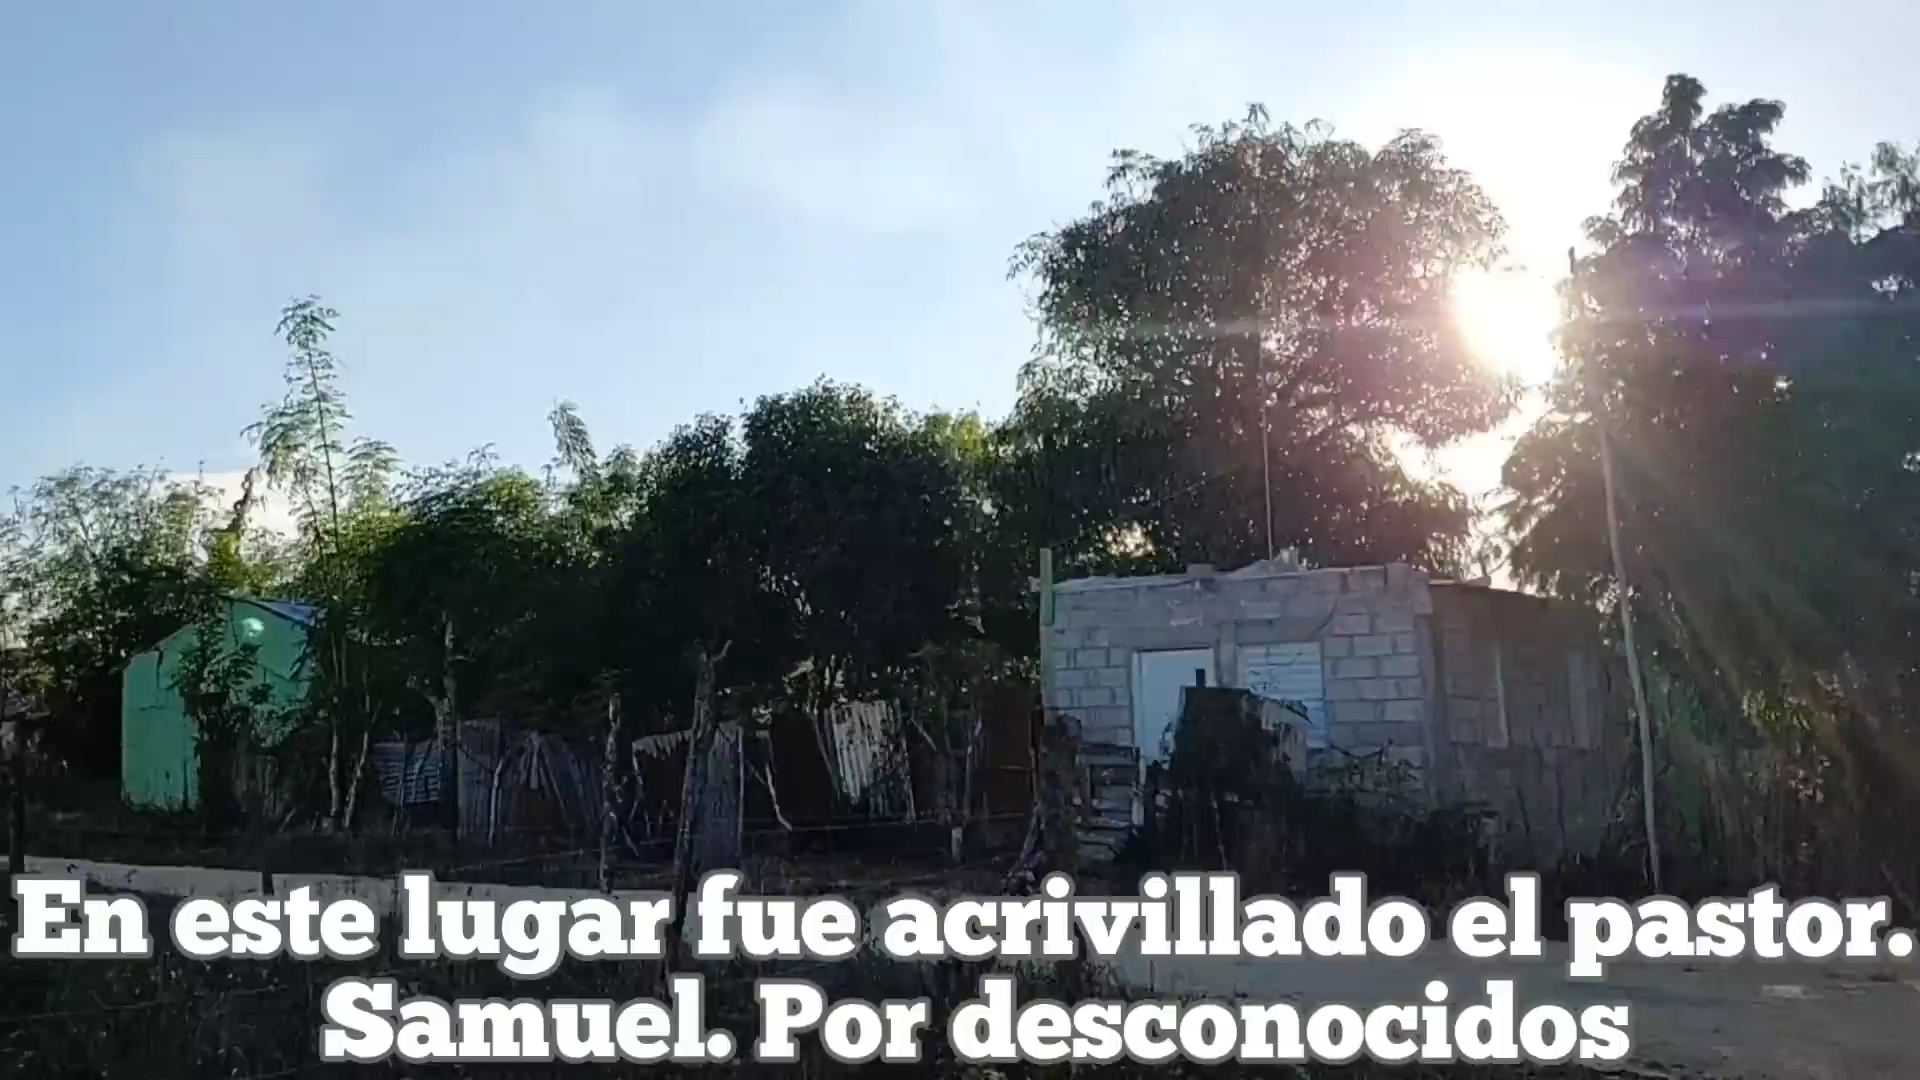 En este lugar fue acrivillado el pastor.
Samuel. Por desconocidos